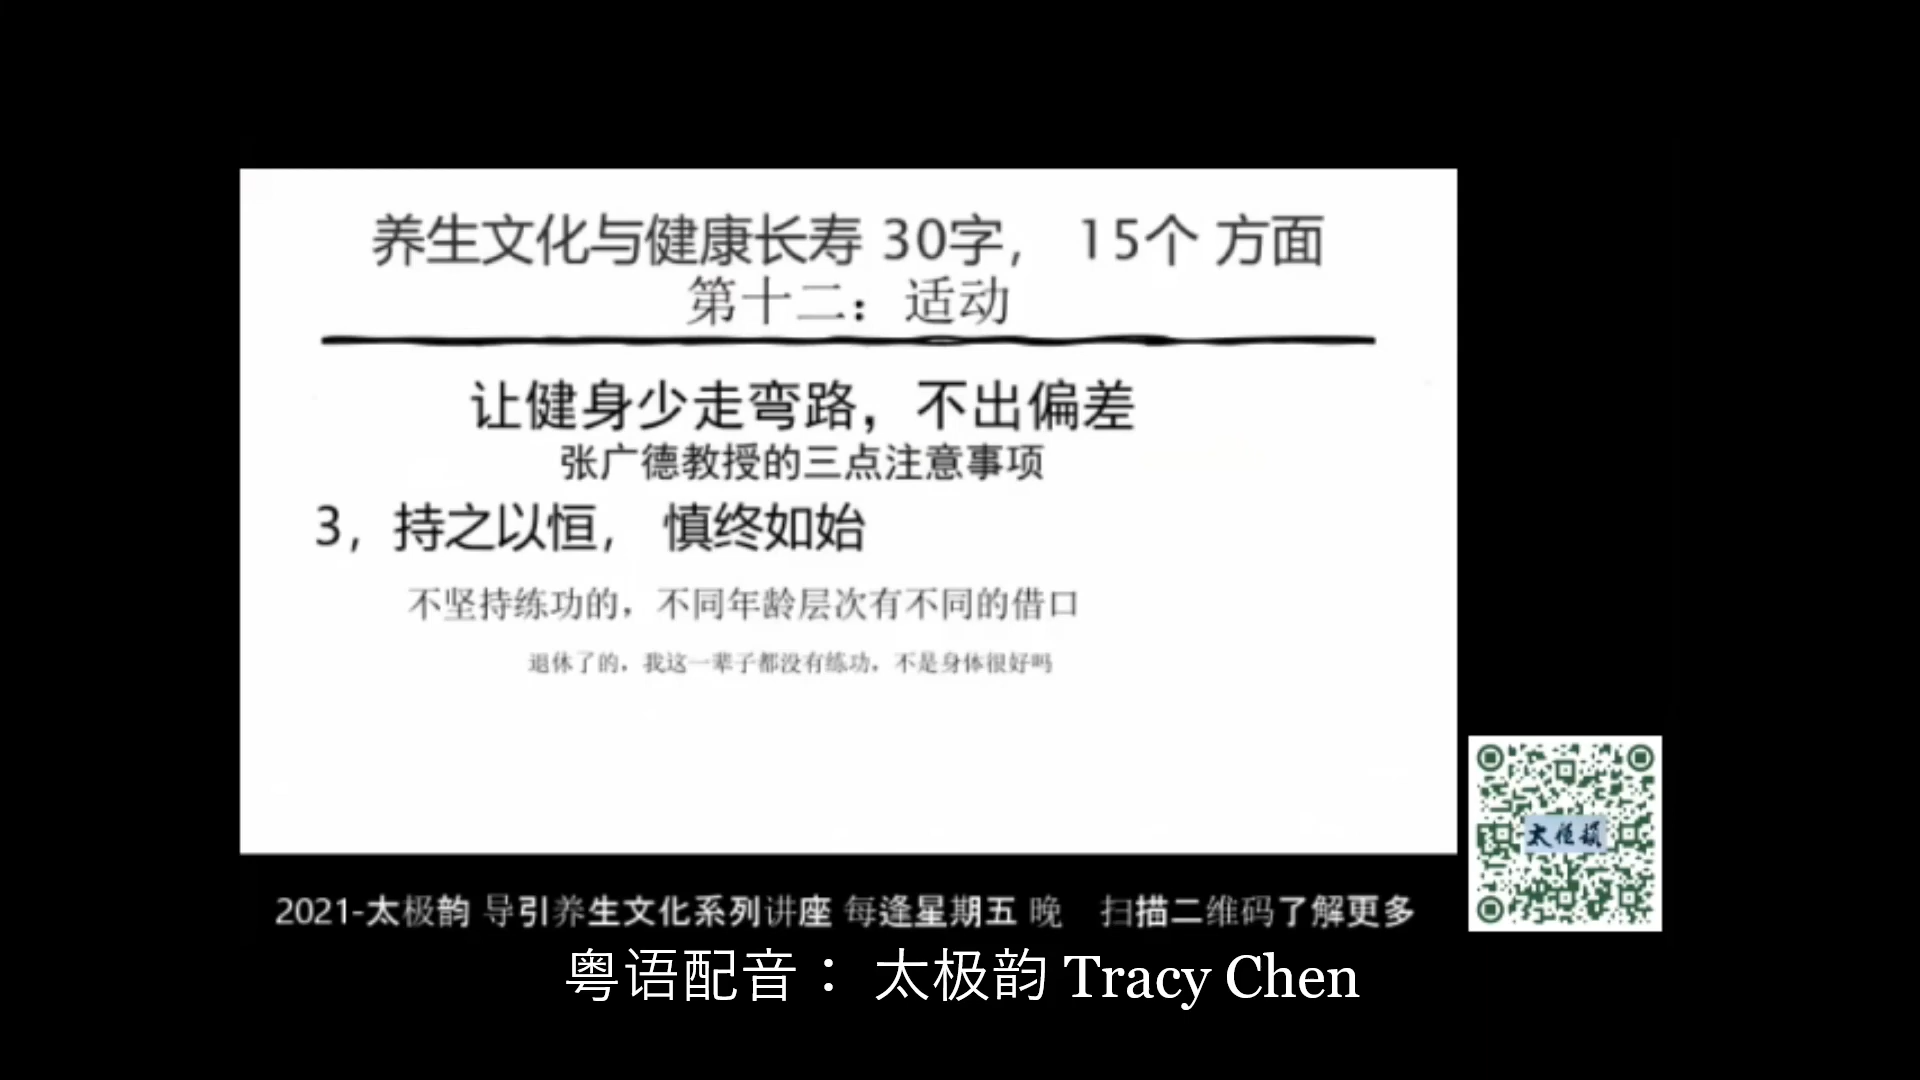 养生文化与健康长寿 30字， 15个 方面
第十二：适动
让健身少走弯路，不出偏差
张广德教授的三点注意事项
3，持之以恒， 慎终如始
不坚持练功的，不同年龄层次有不同的借口
退休了的，我这一辈子都没有练功，不是身体很好吗
太极韵
2021-太极韵 导引养生文化系列讲座 每逢星期五 晚 扫描二维码了解更多
粤语配音： 太极韵 Tracy Chen